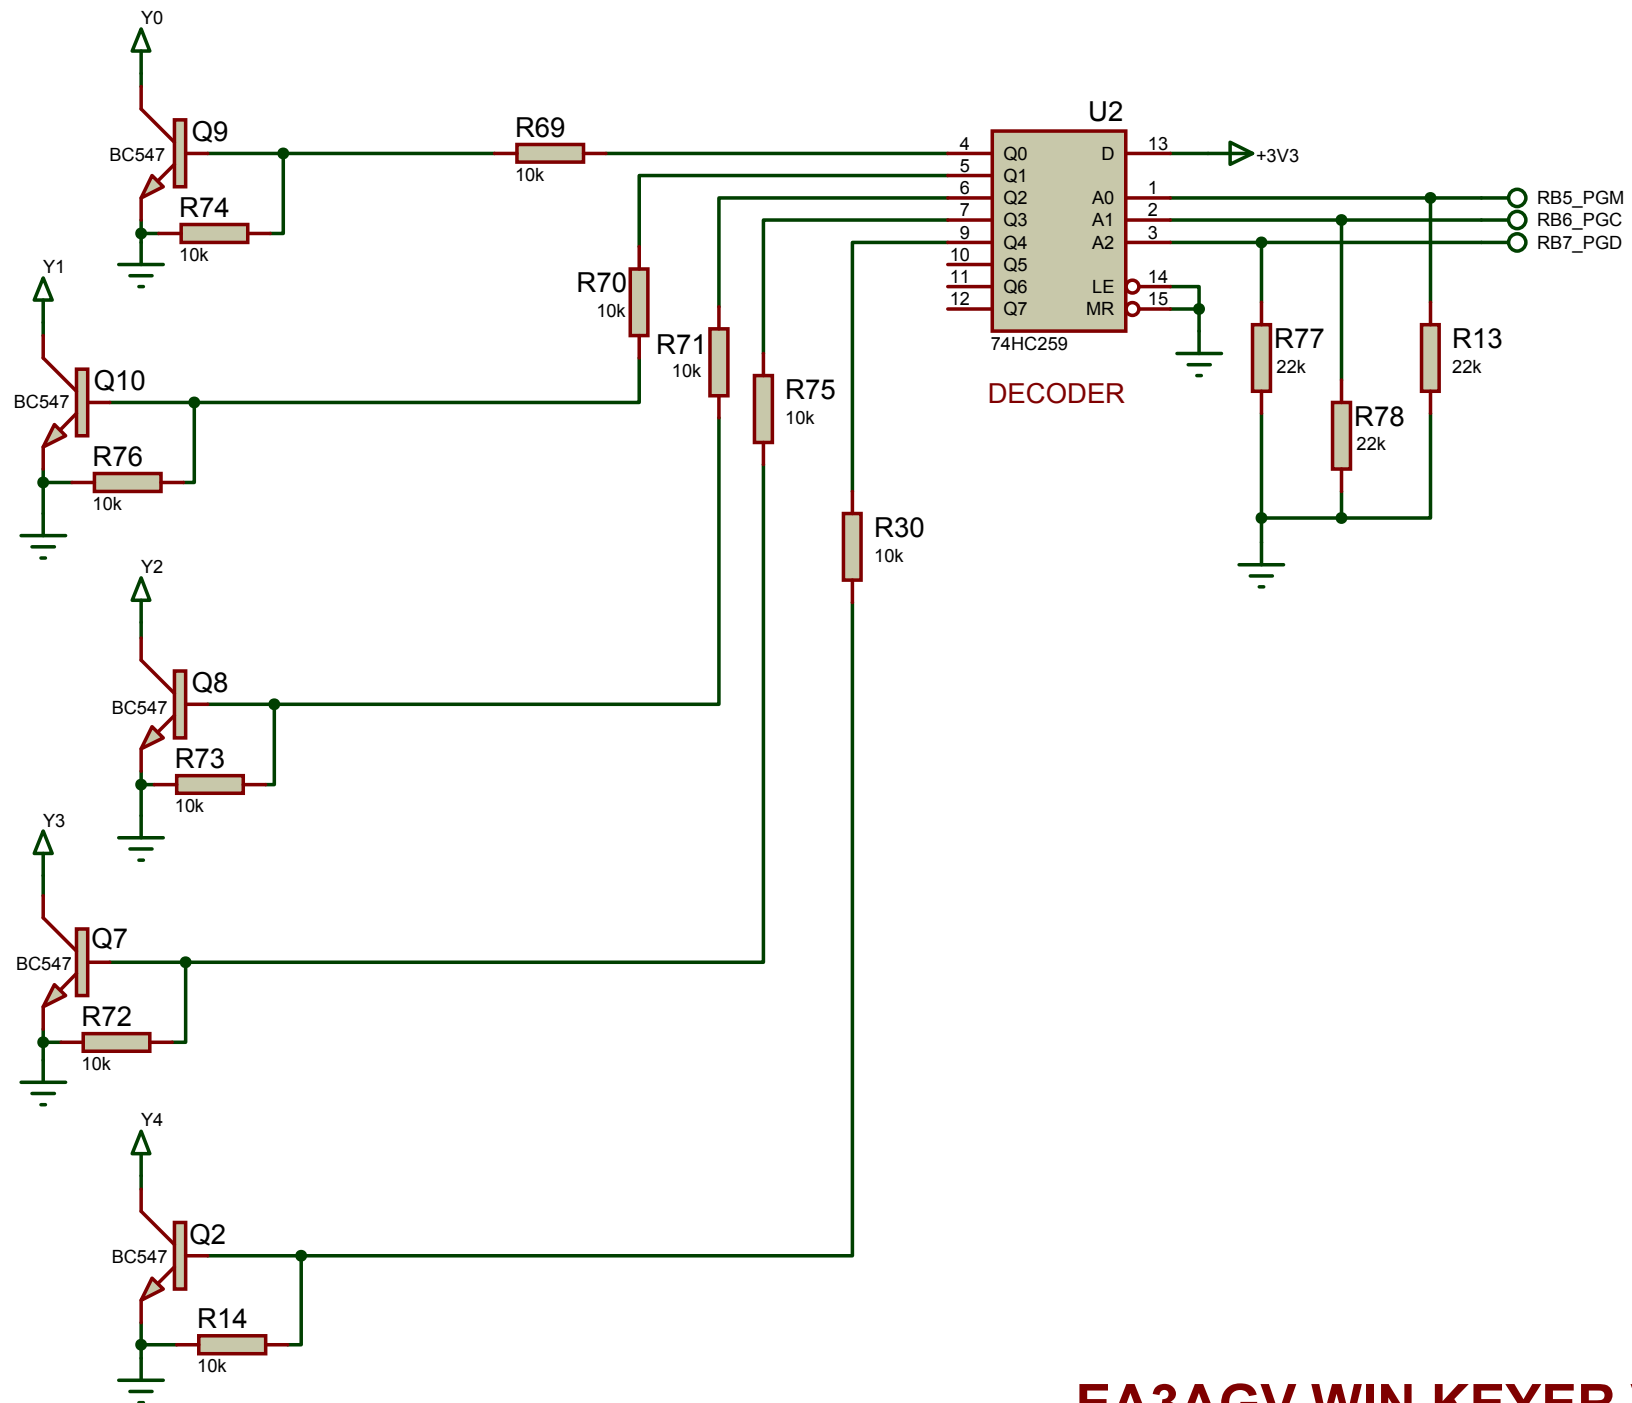 Y0
Q9
BC547
R74
10k
R69
10k
U2
4 Q0 D 13
5 Q1
6 Q2 A0 1
7 Q3 A1 2
9 Q4 A2 3
10 Q5
11 Q6 LE 14
12 Q7 MR 15
74HC259
DECODER
+3V3
RB5_PGM
RB6_PGC
RB7_PGD
R77
22k
R78
22k
R13
22k
Y1
Q10
BC547
R76
10k
R70
10k
R71
10k
R75
10k
R30
10k
Y2
Q8
BC547
R73
10k
Y3
Q7
BC547
R72
10k
Y4
Q2
BC547
R14
10k
EA3AGV WIN KEYER